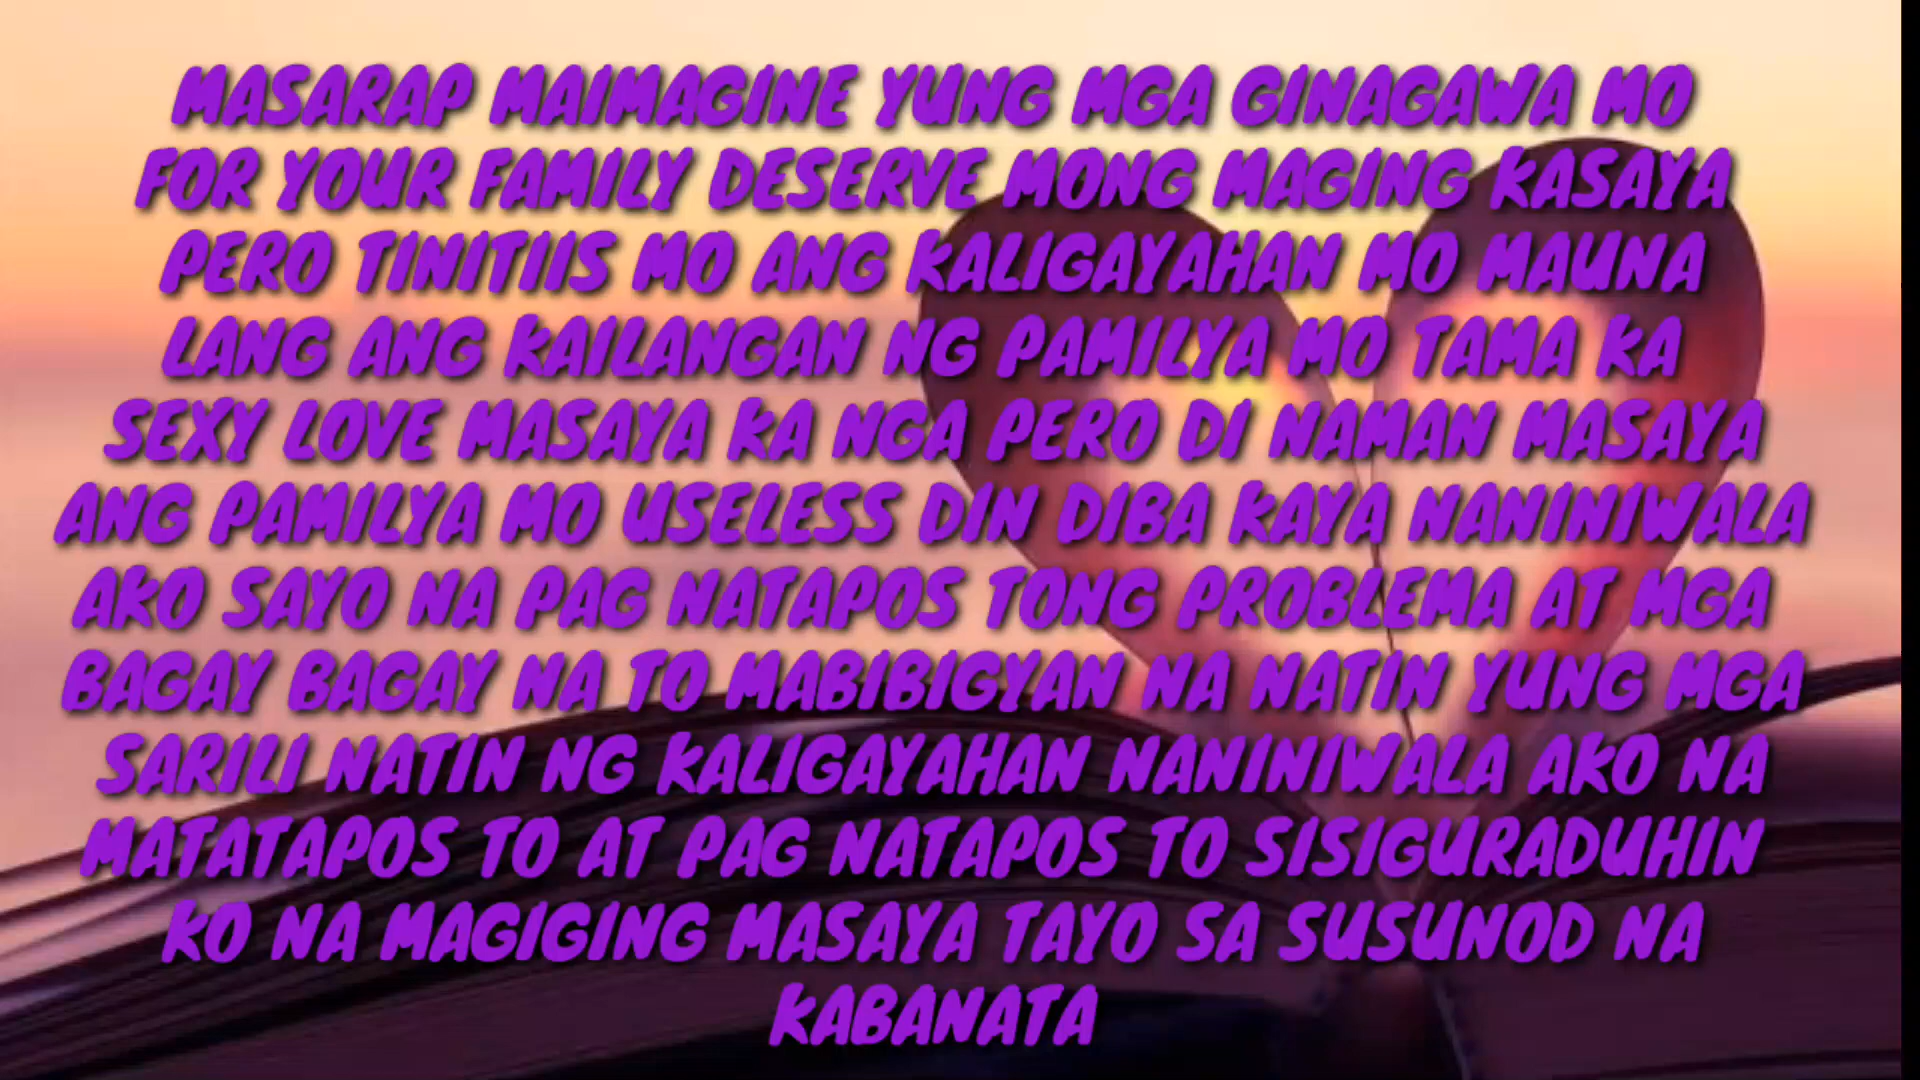 MASARAP MAIMAGINE YUNG MGA GINAGAWA MO
FOR YOUR FAMILY DESERVE MONG MAGING KASAYA
PERO TINITIIS MO ANG KALIGAYAHAN MO MAUNA
LANG ANG KAILANGAN NG PAMILYA MO TAMA KA
SEXY LOVE MASAYA KA NGA PERO DI NAMAN MASAYA
ANG PAMILYA MO USELESS DIN DIBA KAYA NANINIWALA
AKO SAYO NA PAG NATAPOS TONG PROBLEMA AT MGA
BAGAY BAGAY NA TO MABIBIGYAN NA NATIN YUNG MGA
SARILI NATIN NG KALIGAYAHAN NANINIWALA AKO NA
MATATAPOS TO AT PAG NATAPOS TO SISIGURADUHIN
KO NA MAGIGING MASAYA TAYO SA SUSUNOD NA
KABANATA